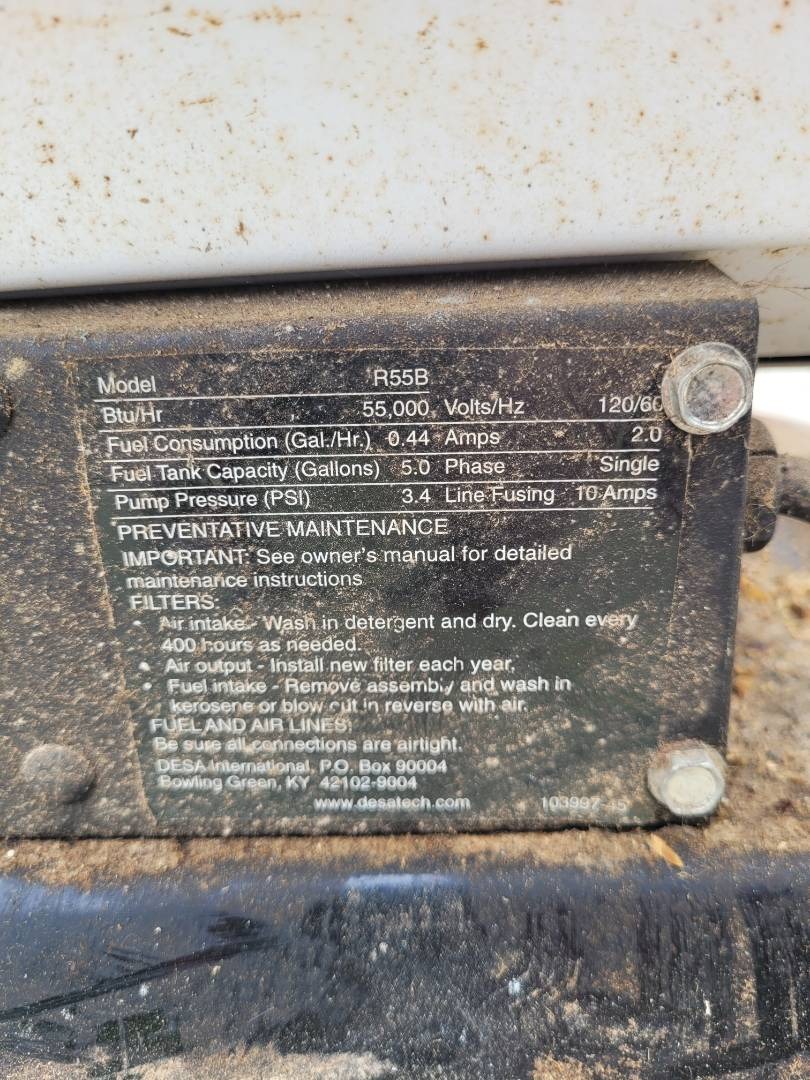 Model R55B
Btu/Hr 55,000 Volts/Hz 120/60
Fuel Consumption (Gal./Hr.) 0.44 Amps 2.0
Fuel Tank Capacity (Gallons) 5.0 Phase Single
Pump Pressure (PSI) 3.4 Line Fusing 10 Amps
PREVENTATIVE MAINTENANCE
IMPORTANT: See owner's manual for detailed
maintenance instructions
FILTERS:
• Air intake - Wash in detergent and dry. Clean every
400 hours as needed.
• Air output - Install new filter each year.
• Fuel intake - Remove assembly and wash in
kerosene or blow out in reverse with air.
FUEL AND AIR LINES:
Be sure all connections are airtight.
DESA International, P.O. Box 90004
Bowling Green, KY 42102-9004
www.desatech.com